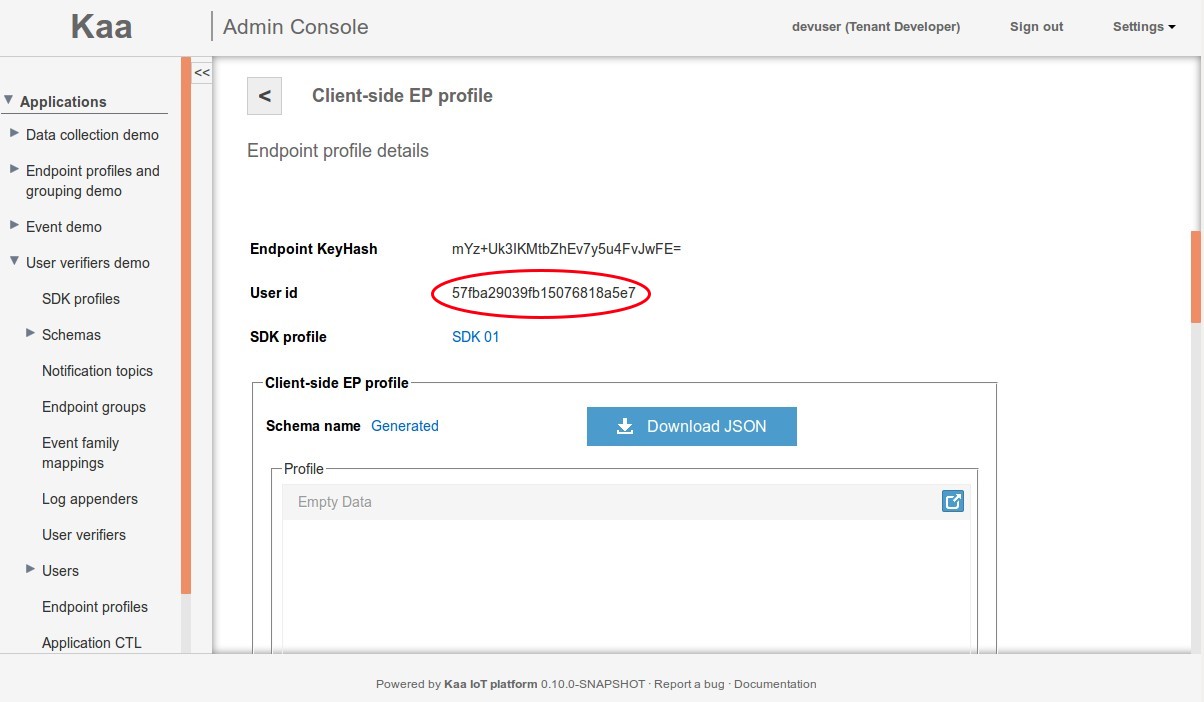 Kaa
Admin Console
devuser (Tenant Developer)
Sign out
Settings
<<
Applications
Data collection demo
Endpoint profiles and
grouping demo
Event demo
User verifiers demo
SDK profiles
Schemas
Notification topics
Endpoint groups
Event family
mappings
Log appenders
User verifiers
Users
Endpoint profiles
Application CTL
<
Client-side EP profile
Endpoint profile details
Endpoint KeyHash mYz+Uk3IKMtbZhEv7y5u4FvJwFE=
User id 57fba29039fb15076818a5e7
SDK profile SDK 01
Client-side EP profile
Schema name Generated
Download JSON
Profile
Empty Data
Powered by Kaa IoT platform 0.10.0-SNAPSHOT · Report a bug · Documentation